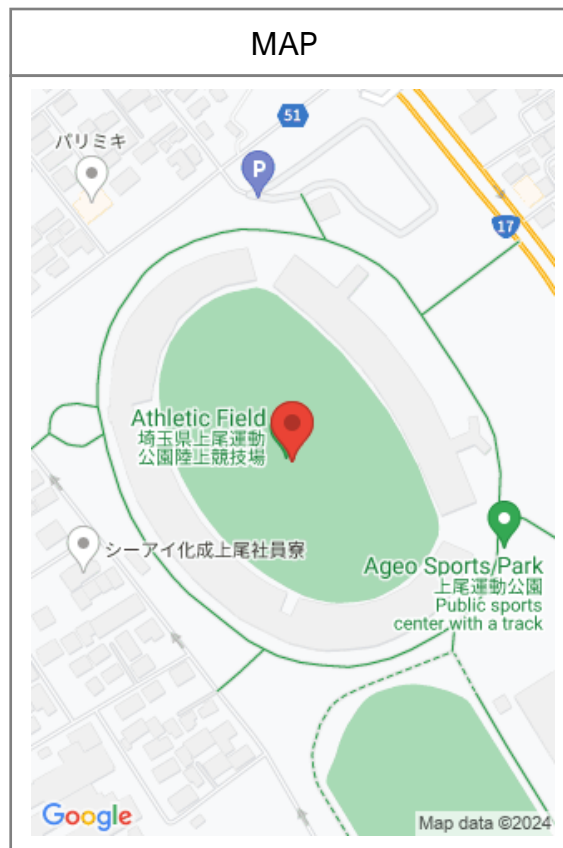 MAP
51
パリミキ
P
17
Athletic Field
埼玉県上尾運動
公園陸上競技場
シーアイ化成上尾社員寮
Ageo Sports Park
上尾運動公園
Public sports
center with a track
Google
Map data ©2024